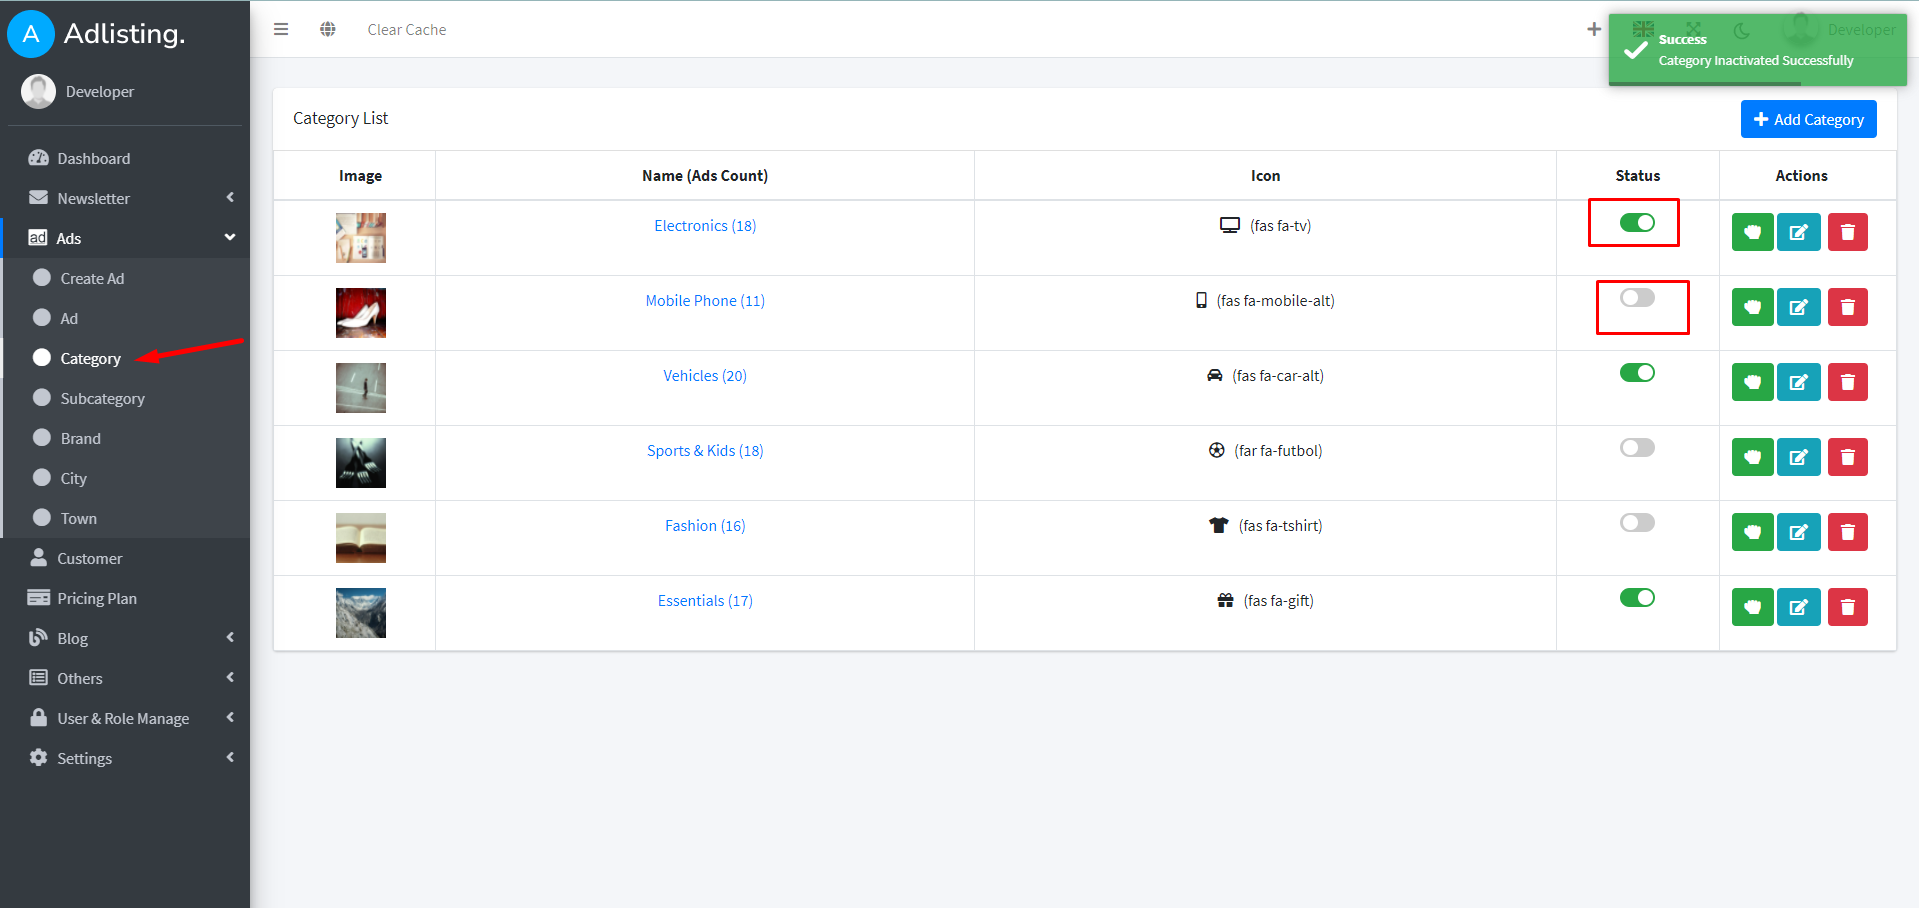 A Adlisting.
Developer
Dashboard
Newsletter
ad Ads
Create Ad
Ad
Category
Subcategory
Brand
City
Town
Customer
Pricing Plan
Blog
Others
User & Role Manage
Settings
Clear Cache
Developer
Success
Category Inactivated Successfully
Category List
Add Category
Image Name (Ads Count) Icon Status Actions
Electronics (18) (fas fa-tv)
Mobile Phone (11) (fas fa-mobile-alt)
Vehicles (20) (fas fa-car-alt)
Sports & Kids (18) (far fa-futbol)
Fashion (16) (fas fa-tshirt)
Essentials (17) (fas fa-gift)